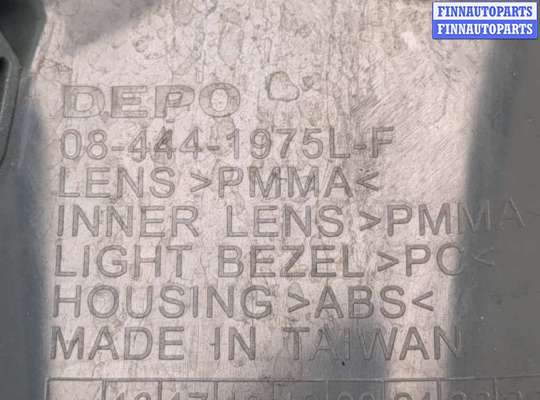 FINNAUTOPARTS
FINNAUTOPARTS
DEPO
08-444-1975L-F
LENS >PMMA<
INNER LENS >PMMA
LIGHT BEZEL >PC<
HOUSING >ABS<
MADE IN TAIWAN